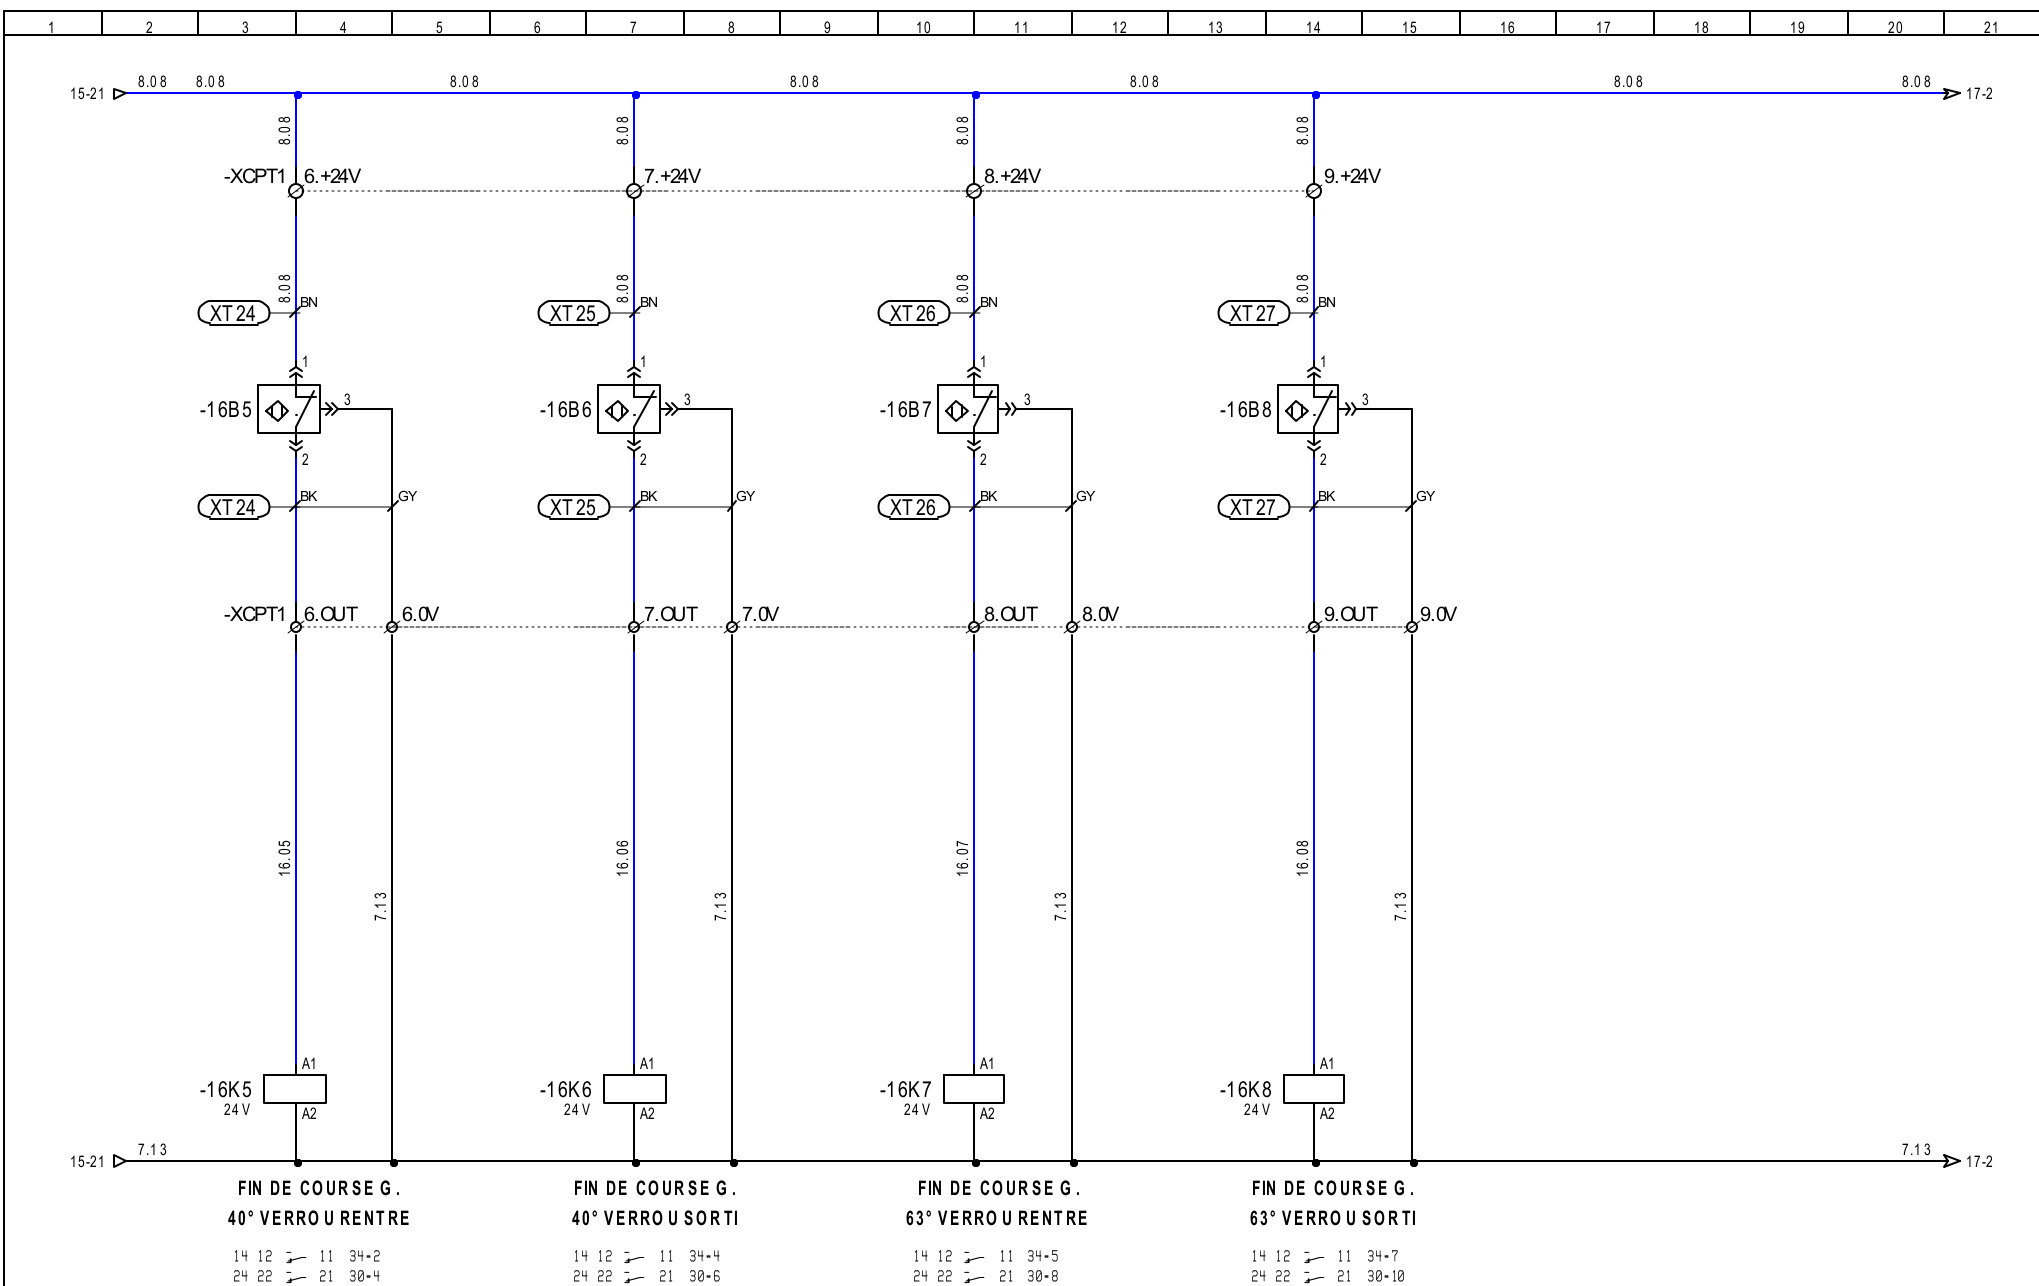 1 2 3 4 5 6 7 8 9 10 11 12 13 14 15 16 17 18 19 20 21
8.08 8.08 8.08 8.08 8.08 8.08 8.08
15-21 17-2
8.08 8.08 8.08 8.08
-XCPT1 6.+24V 7.+24V 8.+24V 9.+24V
8.08 8.08 8.08 8.08
XT24 BN XT25 BN XT26 BN XT27 BN
1 1 1 1
-16B5 3 -16B6 3 -16B7 3 -16B8 3
2 2 2 2
XT24 BK GY XT25 BK GY XT26 BK GY XT27 BK GY
-XCPT1 6.OUT 6.0V 7.OUT 7.0V 8.OUT 8.0V 9.OUT 9.0V
16.05 16.06 16.07 16.08
7.13 7.13 7.13 7.13
A1 A1 A1 A1
-16K5 -16K6 -16K7 -16K8
24V A2 24V A2 24V A2 24V A2
7.13 7.13
15-21 17-2
FIN DE COURSE G. FIN DE COURSE G. FIN DE COURSE G. FIN DE COURSE G.
40° VERROU RENTRE 40° VERROU SORTI 63° VERROU RENTRE 63° VERROU SORTI
14 12 11 34-2 14 12 11 34-4 14 12 11 34-5 14 12 11 34-7
24 22 21 30-4 24 22 21 30-6 24 22 21 30-8 24 22 21 30-10